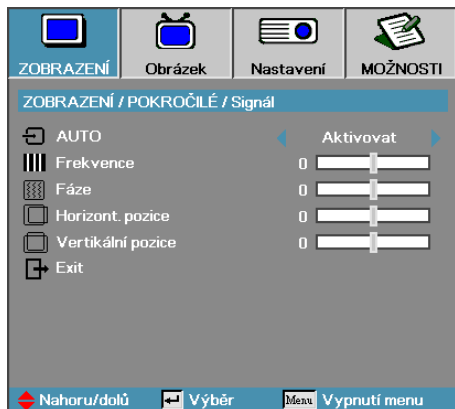 ZOBRAZENÍ Obrázek Nastavení MOŽNOSTI
ZOBRAZENÍ / POKROČILÉ / Signál
AUTO Aktivovat
Frekvence 0
Fáze 0
Horizont. pozice 0
Vertikální pozice 0
Exit
Nahoru/dolů Výběr Menu Vypnutí menu